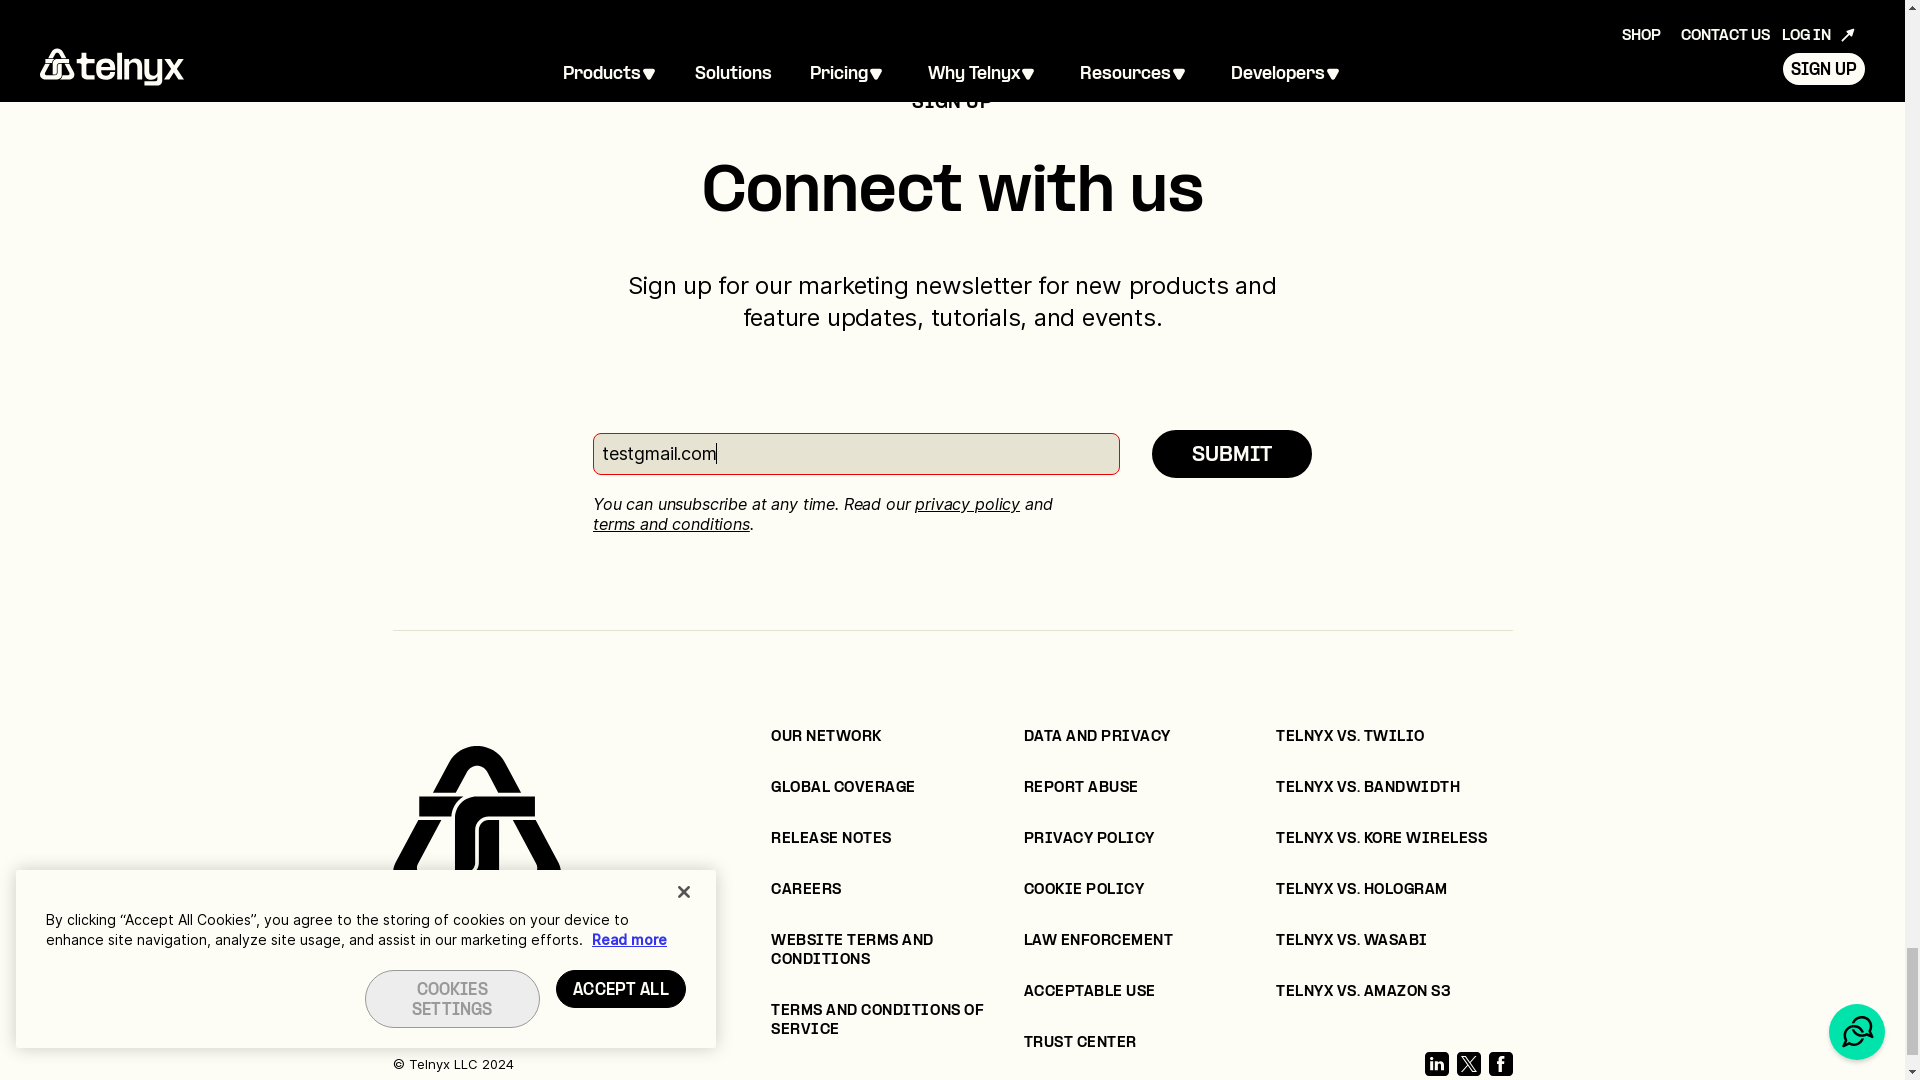 SHOP
CONTACT US
LOG IN
telnyx
Products
Solutions
Pricing
Why Telnyx
Resources
Developers
SIGN UP
SIGN UP
Connect with us
Sign up for our marketing newsletter for new products and
feature updates, tutorials, and events.
testgmail.com
SUBMIT
You can unsubscribe at any time. Read our privacy policy and
terms and conditions.
OUR NETWORK
GLOBAL COVERAGE
RELEASE NOTES
CAREERS
WEBSITE TERMS AND
CONDITIONS
TERMS AND CONDITIONS OF
SERVICE
DATA AND PRIVACY
REPORT ABUSE
PRIVACY POLICY
COOKIE POLICY
LAW ENFORCEMENT
ACCEPTABLE USE
TRUST CENTER
TELNYX VS. TWILIO
TELNYX VS. BANDWIDTH
TELNYX VS. KORE WIRELESS
TELNYX VS. HOLOGRAM
TELNYX VS. WASABI
TELNYX VS. AMAZON S3
By clicking “Accept All Cookies”, you agree to the storing of cookies on your device to
enhance site navigation, analyze site usage, and assist in our marketing efforts. Read more
COOKIES
SETTINGS
ACCEPT ALL
© Telnyx LLC 2024